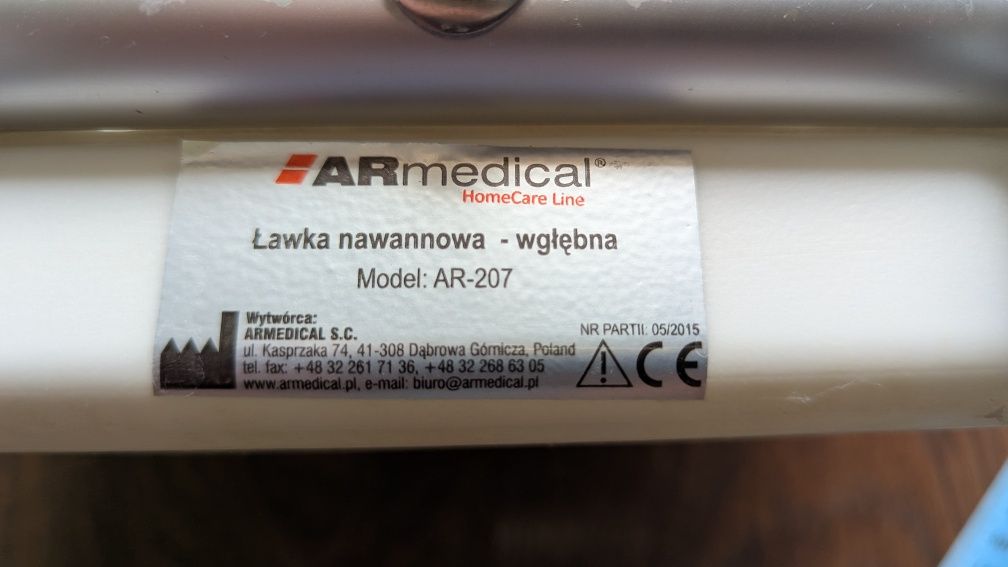 ARmedical®
HomeCare Line
Ławka nawannowa - wgłębna
Model: AR-207
Wytwórca:
ARMEDICAL S.C.
NR PARTII: 05/2015
ul. Kasprzaka 74, 41-308 Dąbrowa Górnicza, Poland
tel. fax: +48 32 261 71 36, +48 32 268 63 05
www.armedical.pl, e-mail: biuro@armedical.pl
CE